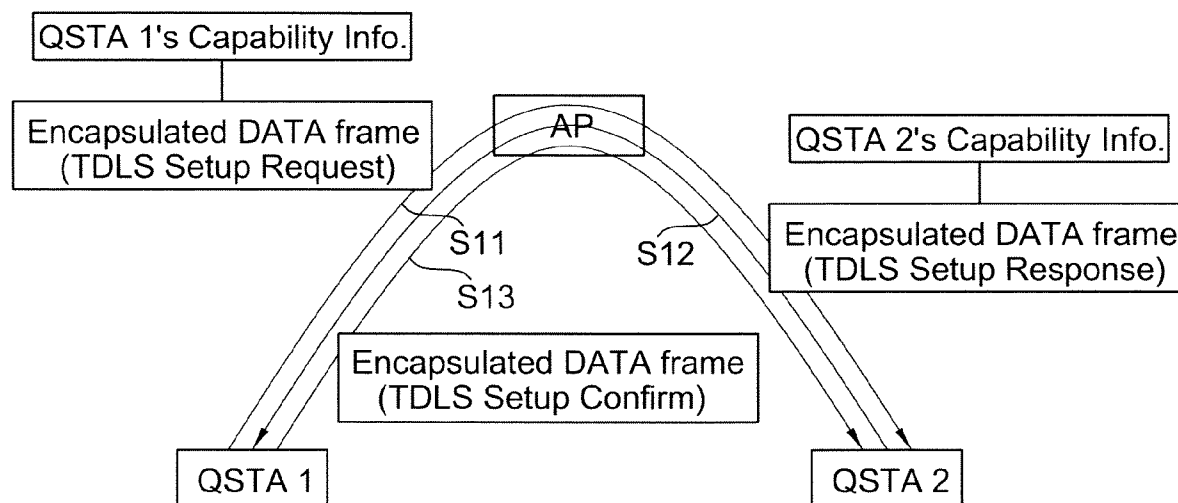 QSTA 1's Capability Info.
Encapsulated DATA frame
(TDLS Setup Request)
AP
QSTA 2's Capability Info.
Encapsulated DATA frame
(TDLS Setup Response)
S11
S12
S13
Encapsulated DATA frame
(TDLS Setup Confirm)
QSTA 1
QSTA 2